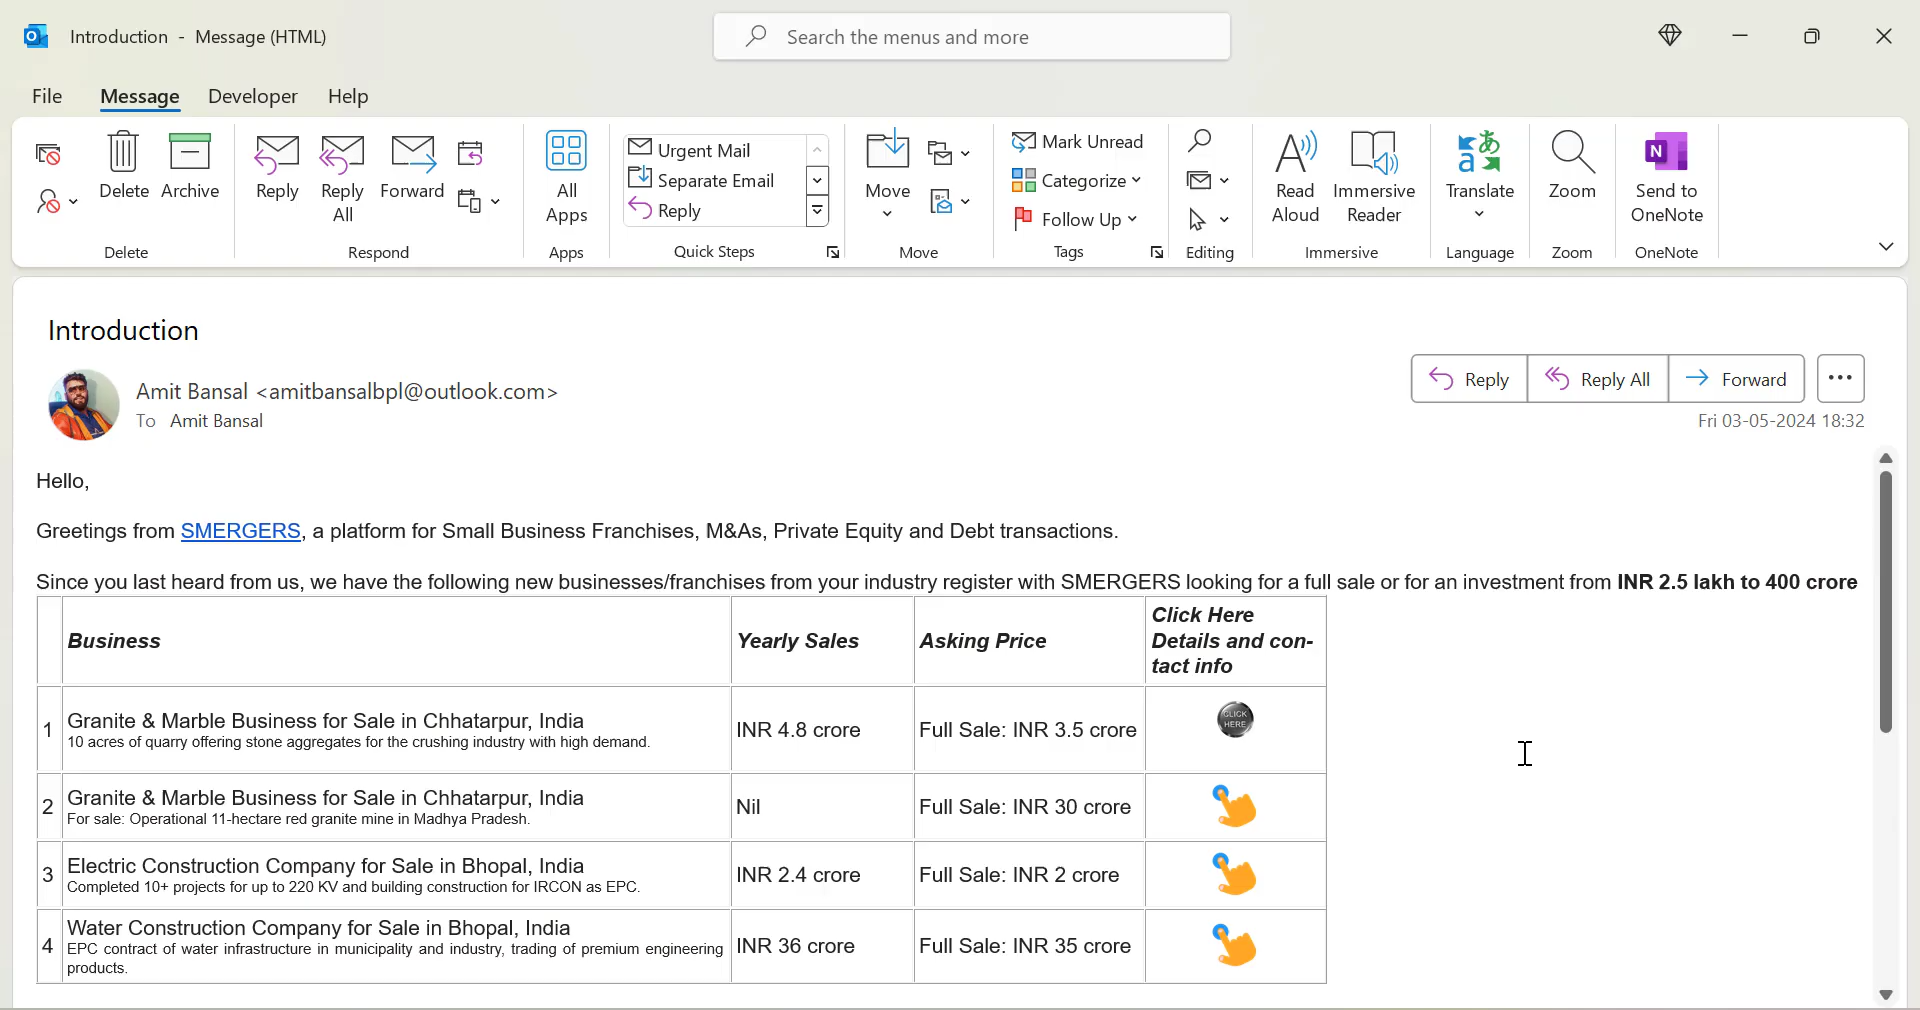 Introduction - Message (HTML)
Search the menus and more
File Message Developer Help
Delete Archive
Reply Reply All Forward
All Apps
Urgent Mail
Separate Email
Reply
Move
Mark Unread
Categorize
Follow Up
Read Aloud Immersive Reader
Translate
Zoom
Send to OneNote
Delete Respond Apps Quick Steps Move Tags Editing Immersive Language Zoom OneNote
Introduction
Amit Bansal <amitbansalbpl@outlook.com>
To Amit Bansal
Reply Reply All Forward
Fri 03-05-2024 18:32
Hello,
Greetings from SMERGERS, a platform for Small Business Franchises, M&As, Private Equity and Debt transactions.
Since you last heard from us, we have the following new businesses/franchises from your industry register with SMERGERS looking for a full sale or for an investment from INR 2.5 lakh to 400 crore
Business Yearly Sales Asking Price Click Here
Details and con-
tact info
1 Granite & Marble Business for Sale in Chhatarpur, India
10 acres of quarry offering stone aggregates for the crushing industry with high demand.
INR 4.8 crore Full Sale: INR 3.5 crore
CLICK
HERE
2 Granite & Marble Business for Sale in Chhatarpur, India
For sale: Operational 11-hectare red granite mine in Madhya Pradesh.
Nil Full Sale: INR 30 crore
3 Electric Construction Company for Sale in Bhopal, India
Completed 10+ projects for up to 220 KV and building construction for IRCON as EPC.
INR 2.4 crore Full Sale: INR 2 crore
4 Water Construction Company for Sale in Bhopal, India
EPC contract of water infrastructure in municipality and industry, trading of premium engineering
products.
INR 36 crore Full Sale: INR 35 crore